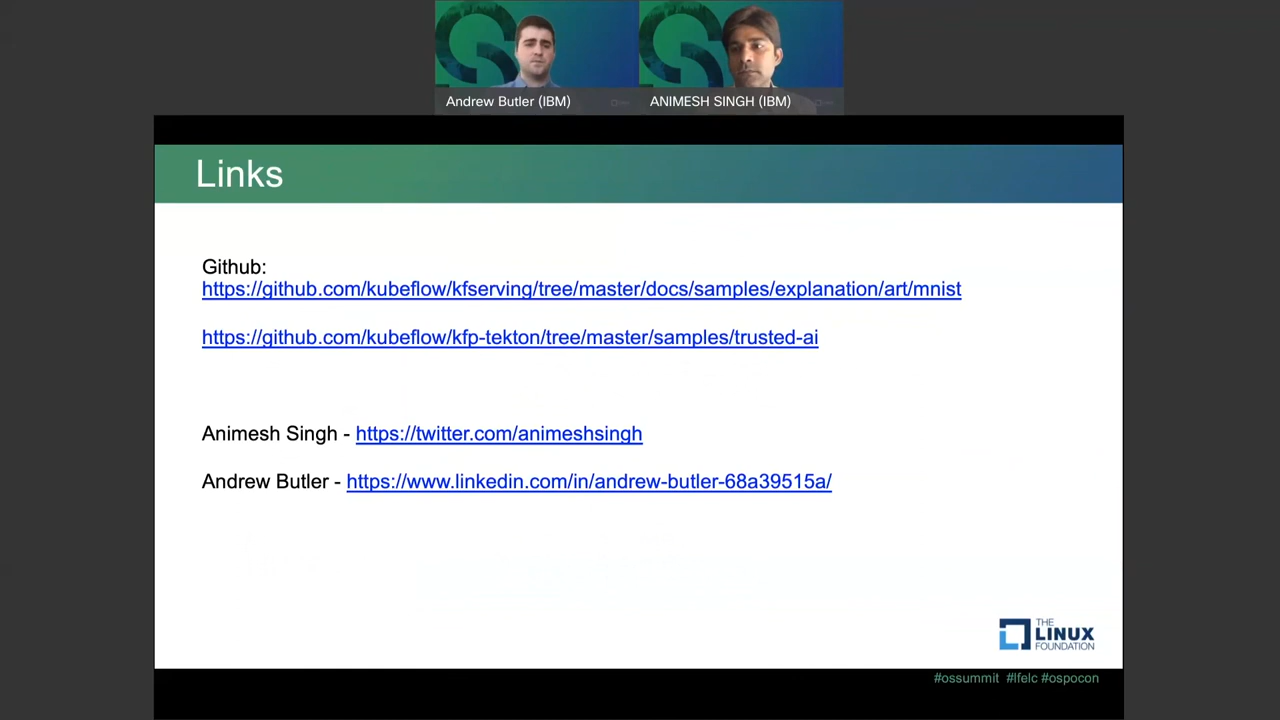 Andrew Butler (IBM)
ANIMESH SINGH (IBM)
Links
Github:
https://github.com/kubeflow/kfserving/tree/master/docs/samples/explanation/art/mnist
https://github.com/kubeflow/kfp-tekton/tree/master/samples/trusted-ai
Animesh Singh - https://twitter.com/animeshsingh
Andrew Butler - https://www.linkedin.com/in/andrew-butler-68a39515a/
THE
LINUX
FOUNDATION
#ossummit #lfelc #ospocon